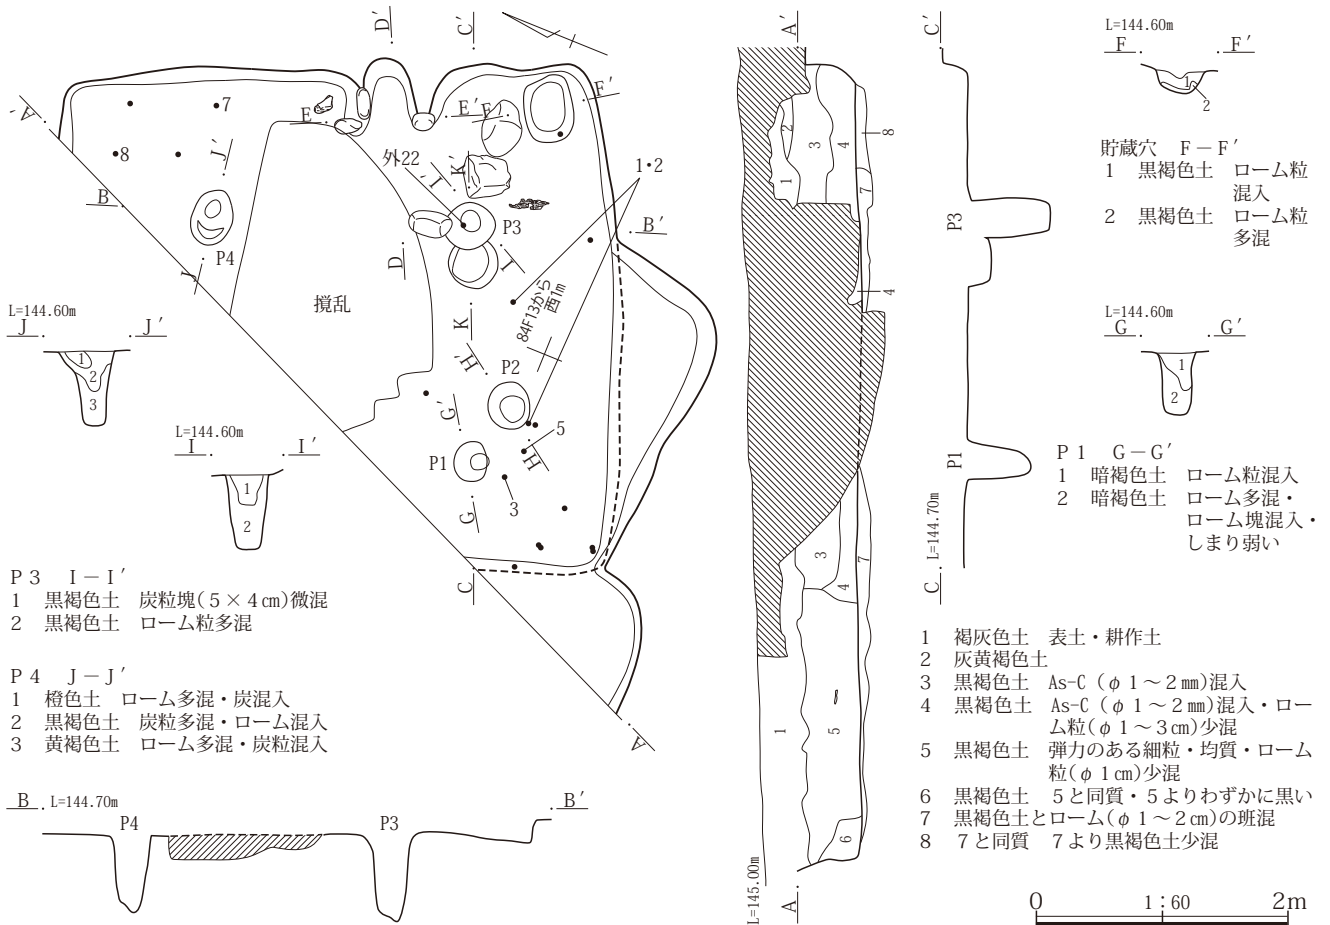 D′
C′
A′
7
8
E
E′
F
F′
J′
外22
I′
K′
1・2
B
B′
P3
P4
J
D
I
撹乱
84F13から
西1m
K
H′
P2
G′
5
P1
H
G
3
C
A
L=144.60m
J J′
1
2
3
L=144.60m
I I′
1
2
P3 I－I′
1 黒褐色土 炭粒塊(5×4㎝)微混
2 黒褐色土 ローム粒多混
P4 J－J′
1 橙色土 ローム多混・炭混入
2 黒褐色土 炭粒多混・ローム混入
3 黄褐色土 ローム多混・炭粒混入
B L=144.70m B′
P4 P3
A′
2
3
4
8
1
7
4
3
4
7
1
5
6
L=145.00m
A
C′
P3
P1
L=144.70m
C
L=144.60m
F F′
1
2
貯蔵穴 F－F′
1 黒褐色土 ローム粒
混入
2 黒褐色土 ローム粒
多混
L=144.60m
G G′
1
2
P1 G－G′
1 暗褐色土 ローム粒混入
2 暗褐色土 ローム多混・
ローム塊混入・
しまり弱い
1 褐灰色土 表土・耕作土
2 灰黄褐色土
3 黒褐色土 As-C（φ1～2㎜)混入
4 黒褐色土 As-C（φ1～2㎜)混入・ロー
ム粒(φ1～3㎝)少混
5 黒褐色土 弾力のある細粒・均質・ローム
粒(φ1㎝)少混
6 黒褐色土 5と同質・5よりわずかに黒い
7 黒褐色土とローム(φ1～2㎝)の班混
8 7と同質 7より黒褐色土少混
0 1：60 2m